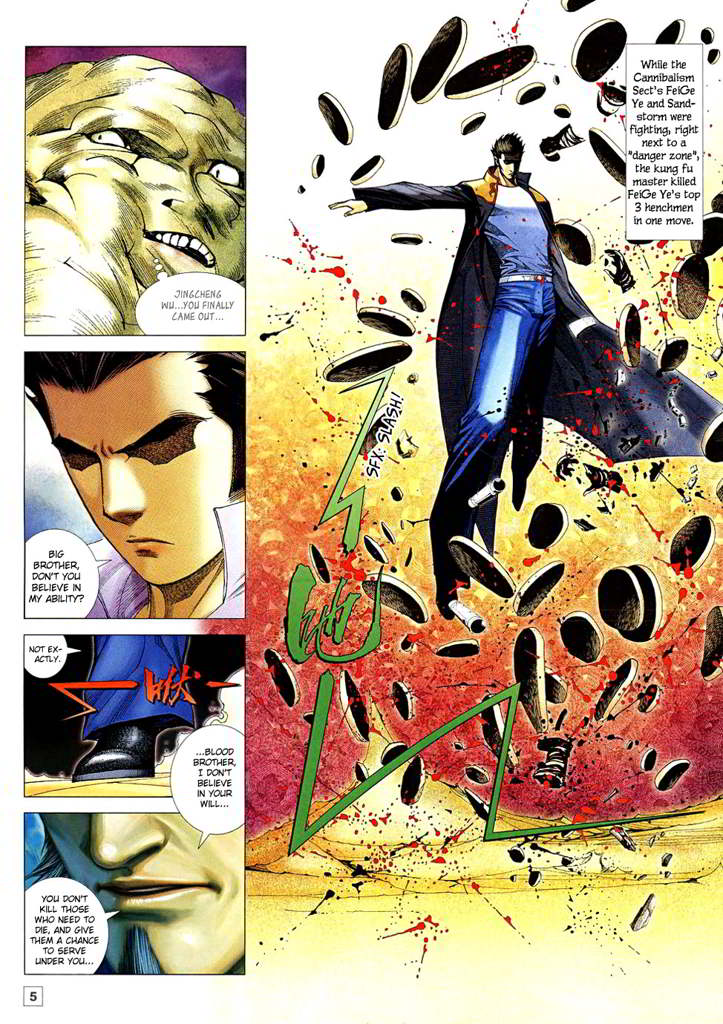 While the
Cannibalism
Sect's FeiGe
Ye and Sand-
storm were
fighting, right
next to a
"danger zone",
the kung fu
master killed
FeiGe Ye's top
3 henchmen
in one move.
JINGCHENG
WU...YOU FINALLY
CAME OUT...
SFX: SLASH!
BIG
BROTHER,
DON'T YOU
BELIEVE IN
MY ABILITY?
NOT EX-
ACTLY.
...BLOOD
BROTHER,
I DON'T
BELIEVE
IN YOUR
WILL...
YOU DON'T
KILL THOSE
WHO NEED TO
DIE, AND GIVE
THEM A CHANCE
TO SERVE
UNDER YOU...
5